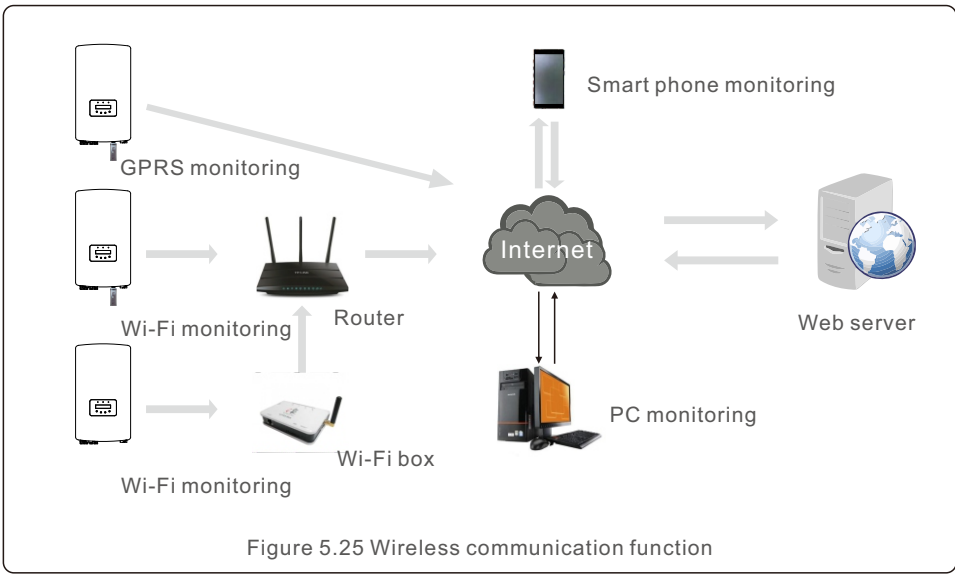 Smart phone monitoring
GPRS monitoring
Internet
Wi-Fi monitoring
Router
Web server
PC monitoring
Wi-Fi box
Wi-Fi monitoring
Figure 5.25 Wireless communication function